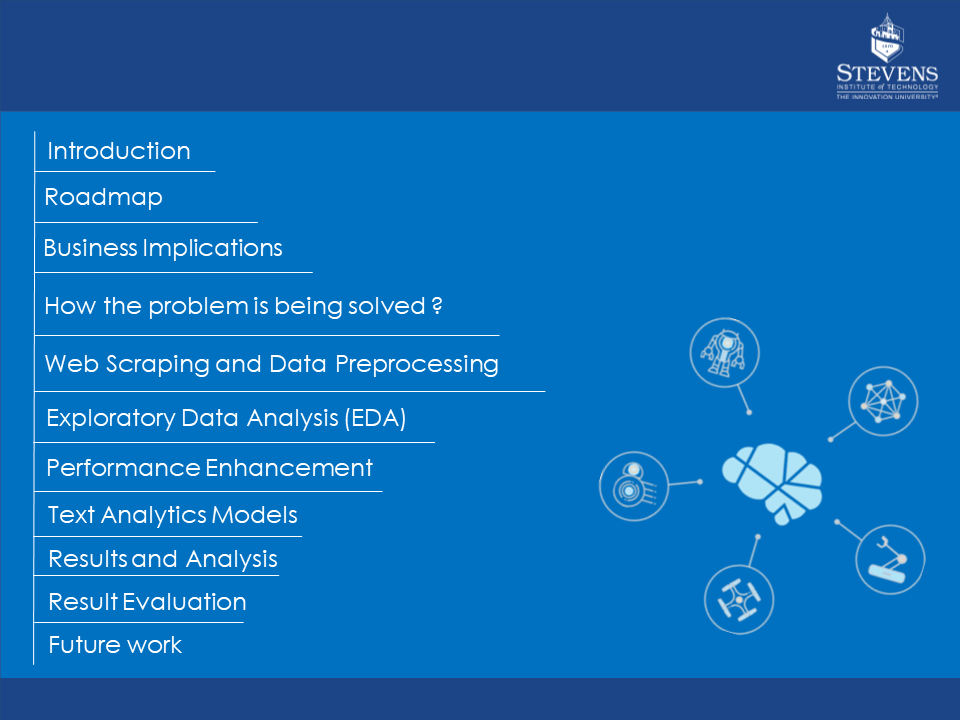 STEVENS
INSTITUTE of TECHNOLOGY
THE INNOVATION UNIVERSITY®
Introduction
Roadmap
Business Implications
How the problem is being solved ?
Web Scraping and Data Preprocessing
Exploratory Data Analysis (EDA)
Performance Enhancement
Text Analytics Models
Results and Analysis
Result Evaluation
Future work